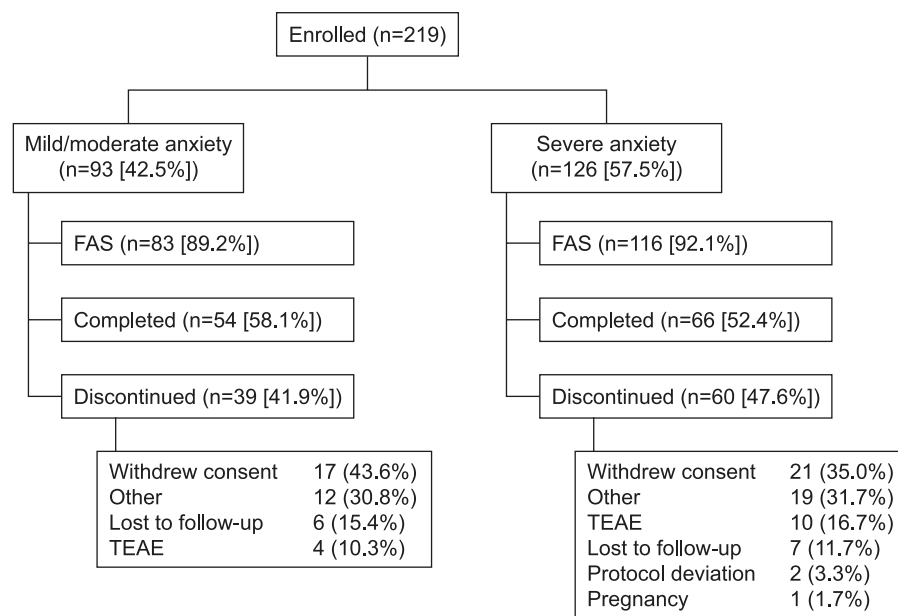 Enrolled (n=219)
Mild/moderate anxiety
(n=93 [42.5%])
FAS (n=83 [89.2%])
Completed (n=54 [58.1%])
Discontinued (n=39 [41.9%])
Withdrew consent 17 (43.6%)
Other 12 (30.8%)
Lost to follow-up 6 (15.4%)
TEAE 4 (10.3%)
Severe anxiety
(n=126 [57.5%])
FAS (n=116 [92.1%])
Completed (n=66 [52.4%])
Discontinued (n=60 [47.6%])
Withdrew consent 21 (35.0%)
Other 19 (31.7%)
TEAE 10 (16.7%)
Lost to follow-up 7 (11.7%)
Protocol deviation 2 (3.3%)
Pregnancy 1 (1.7%)